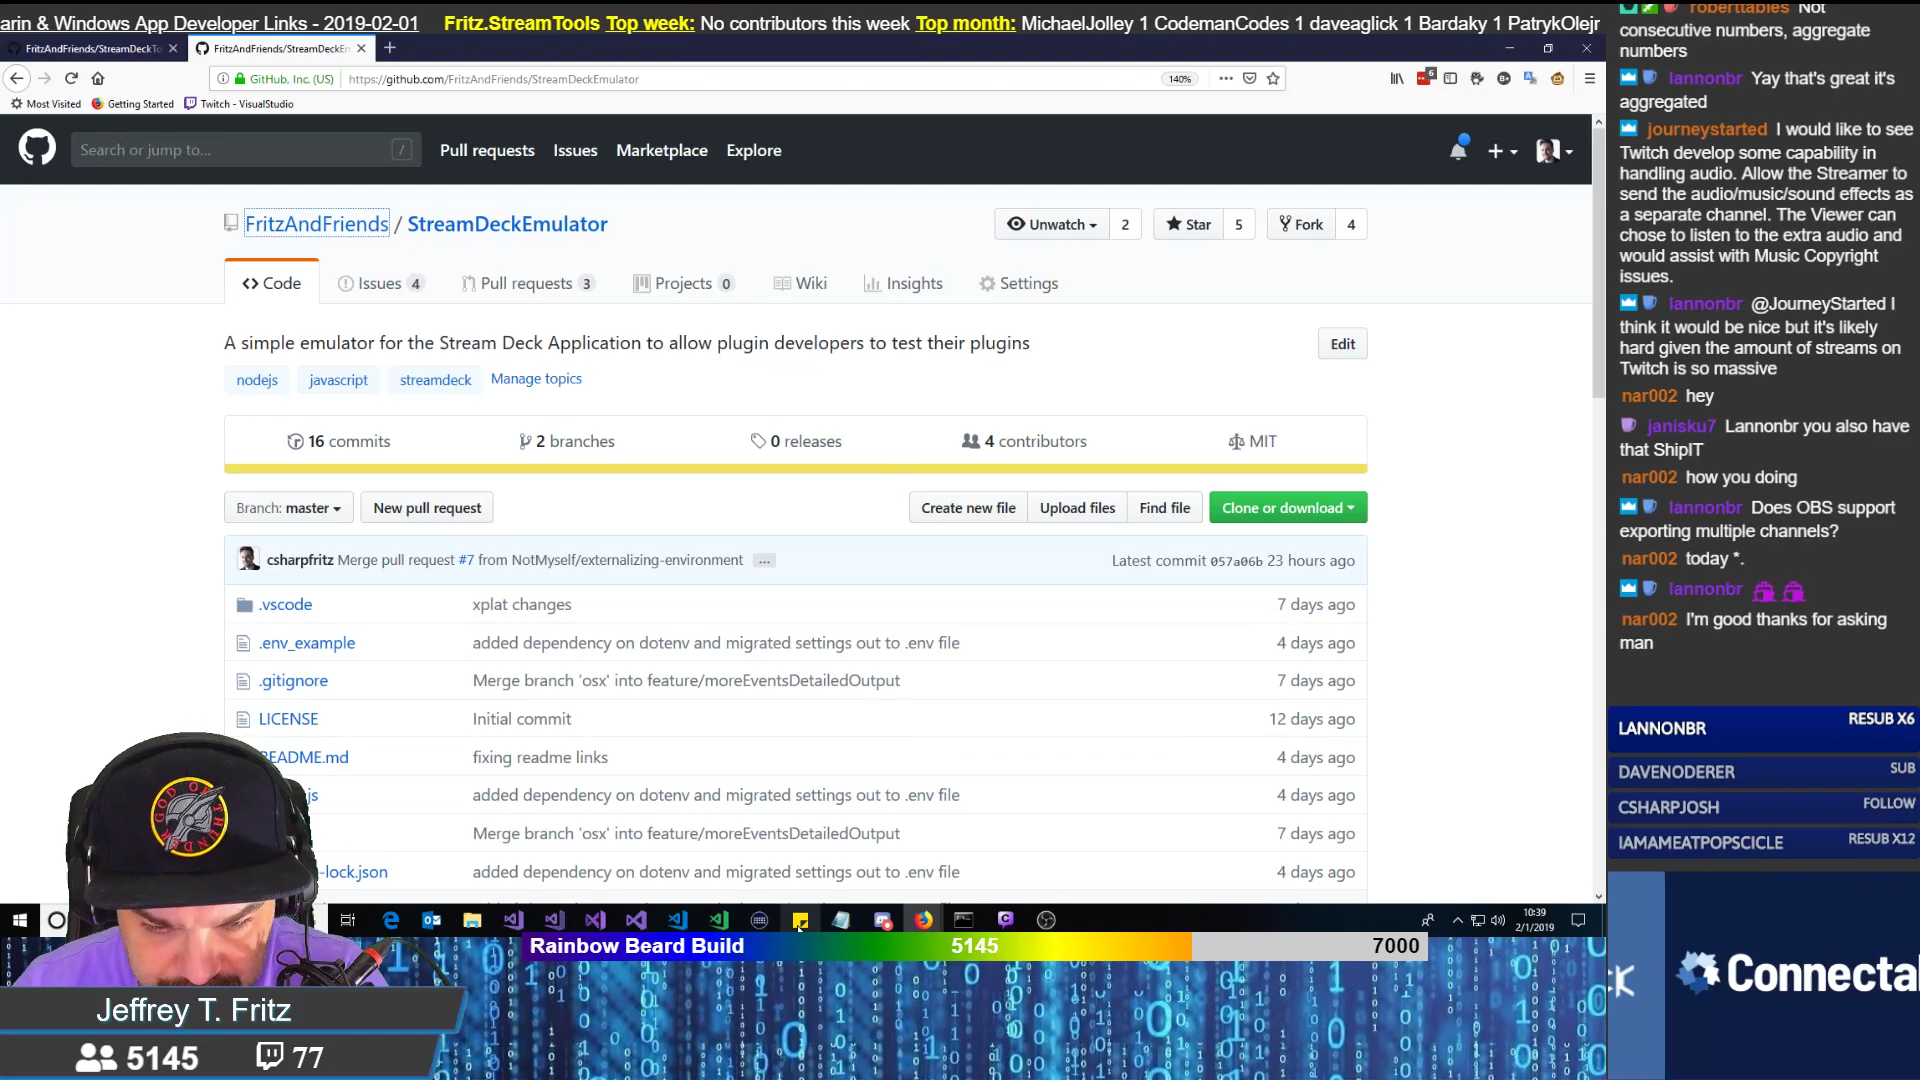 arin & Windows App Developer Links - 2019-02-01 Fritz.StreamTools Top week: No contributors this week Top month: MichaelJolley 1 CodemanCodes 1 daveaglick 1 Bardaky 1 PatrykOlejr
FritzAndFriends/StreamDeckTo FritzAndFriends/StreamDeckEm
GitHub, Inc. (US) https://github.com/FritzAndFriends/StreamDeckEmulator 140% 6
Most Visited Getting Started Twitch - VisualStudio
Search or jump to... / Pull requests Issues Marketplace Explore
FritzAndFriends / StreamDeckEmulator Unwatch 2 Star 5 Fork 4
Code Issues 4 Pull requests 3 Projects 0 Wiki Insights Settings
A simple emulator for the Stream Deck Application to allow plugin developers to test their plugins Edit
nodejs javascript streamdeck Manage topics
16 commits 2 branches 0 releases 4 contributors MIT
Branch: master New pull request Create new file Upload files Find file Clone or download
csharpfritz Merge pull request #7 from NotMyself/externalizing-environment ... Latest commit 057a06b 23 hours ago
.vscode xplat changes 7 days ago
.env_example added dependency on dotenv and migrated settings out to .env file 4 days ago
.gitignore Merge branch 'osx' into feature/moreEventsDetailedOutput 7 days ago
LICENSE Initial commit 12 days ago
README.md fixing readme links 4 days ago
js added dependency on dotenv and migrated settings out to .env file 4 days ago
Merge branch 'osx' into feature/moreEventsDetailedOutput 7 days ago
-lock.json added dependency on dotenv and migrated settings out to .env file 4 days ago
10:39
2/1/2019
Rainbow Beard Build 5145 7000
GOD OF THUNDER
Jeffrey T. Fritz
5145 77
roberttables Not
consecutive numbers, aggregate
numbers
lannonbr Yay that's great it's
aggregated
journeystarted I would like to see
Twitch develop some capability in
handling audio. Allow the Streamer to
send the audio/music/sound effects as
a separate channel. The Viewer can
chose to listen to the extra audio and
would assist with Music Copyright
issues.
lannonbr @JourneyStarted I
think it would be nice but it's likely
hard given the amount of streams on
Twitch is so massive
nar002 hey
janisku7 Lannonbr you also have
that ShipIT
nar002 how you doing
lannonbr Does OBS support
exporting multiple channels?
nar002 today *.
lannonbr
nar002 I'm good thanks for asking
man
LANNONBR RESUB X6
DAVENODERER SUB
CSHARPJOSH FOLLOW
IAMAMEATPOPSICLE RESUB X12
K Connecta